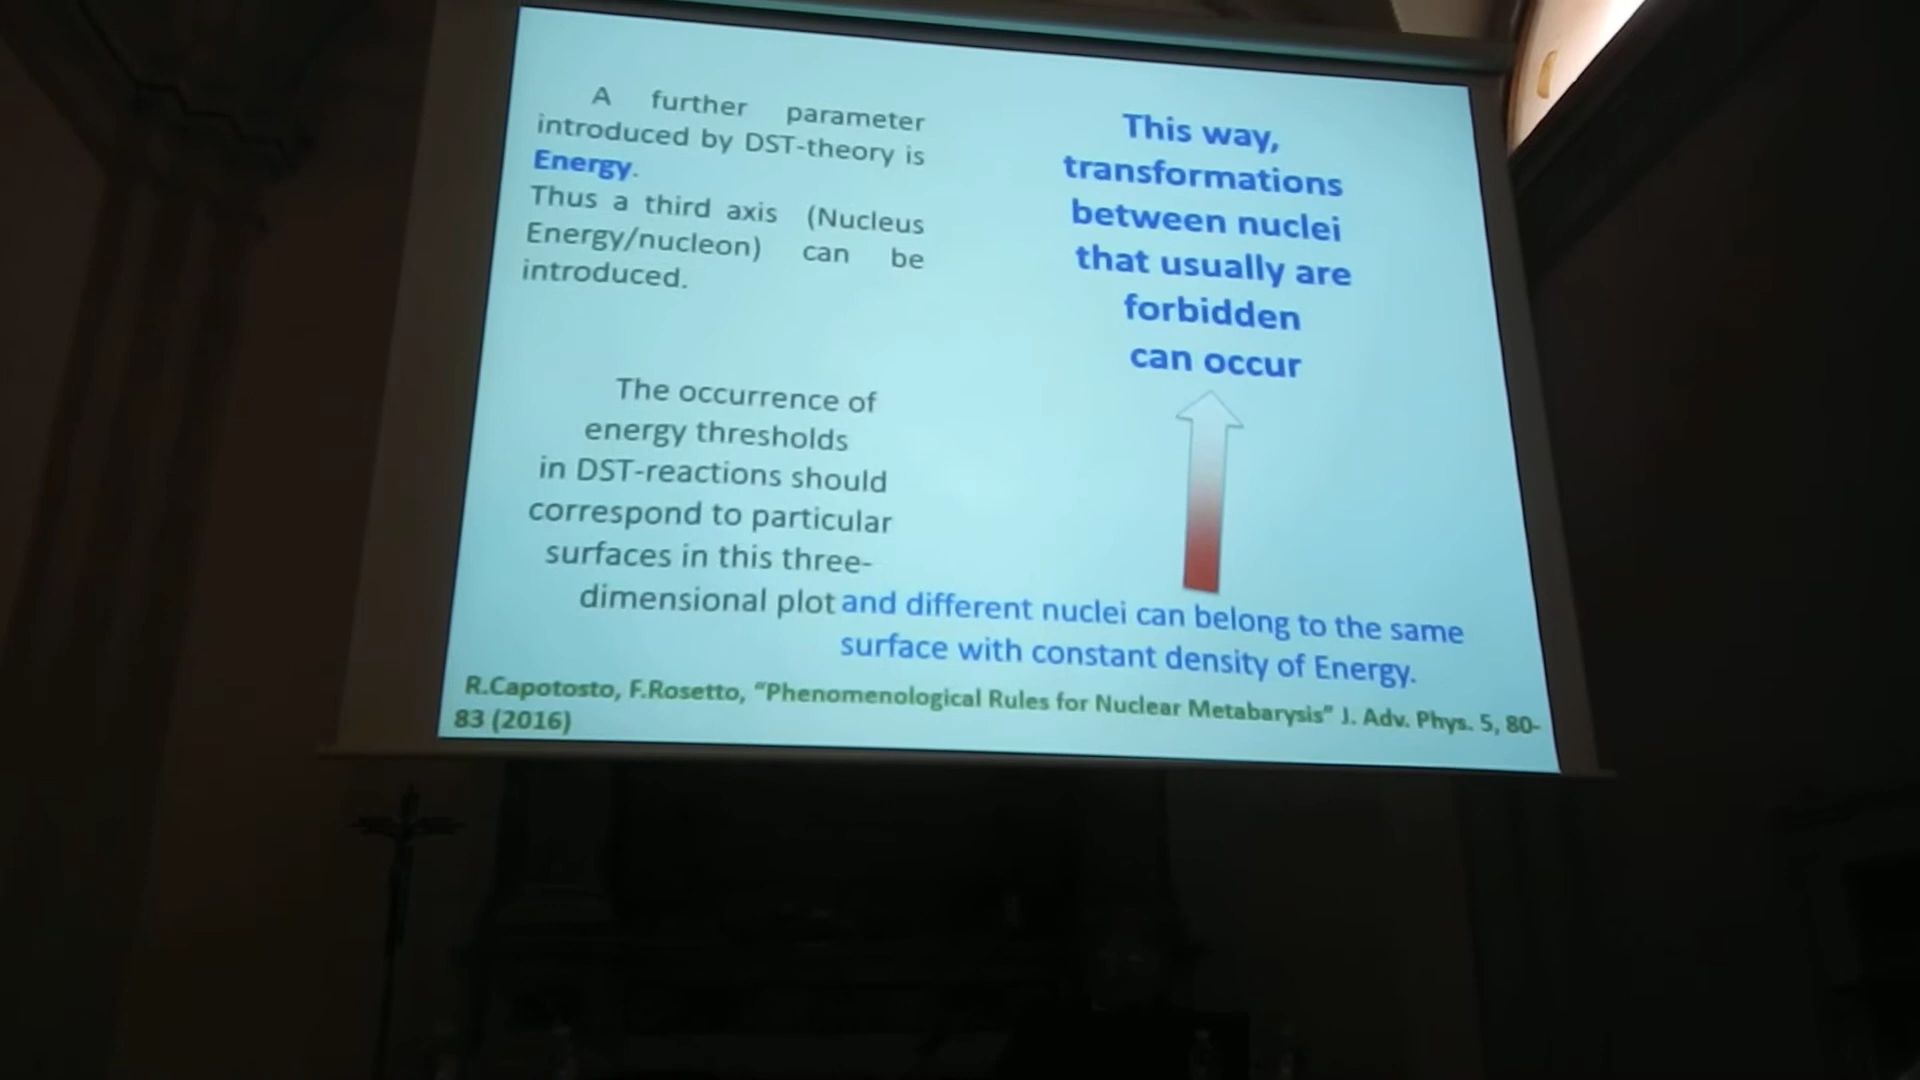 A further parameter
introduced by DST-theory is
Energy.
Thus a third axis (Nucleus
Energy/nucleon) can be
introduced.
The occurrence of
energy thresholds
in DST-reactions should
correspond to particular
surfaces in this three-
dimensional plot and different nuclei can belong to the same
surface with constant density of Energy.
This way,
transformations
between nuclei
that usually are
forbidden
can occur
R.Capotosto, F.Rosetto, “Phenomenological Rules for Nuclear Metabarysis” J. Adv. Phys. 5, 80-
83 (2016)